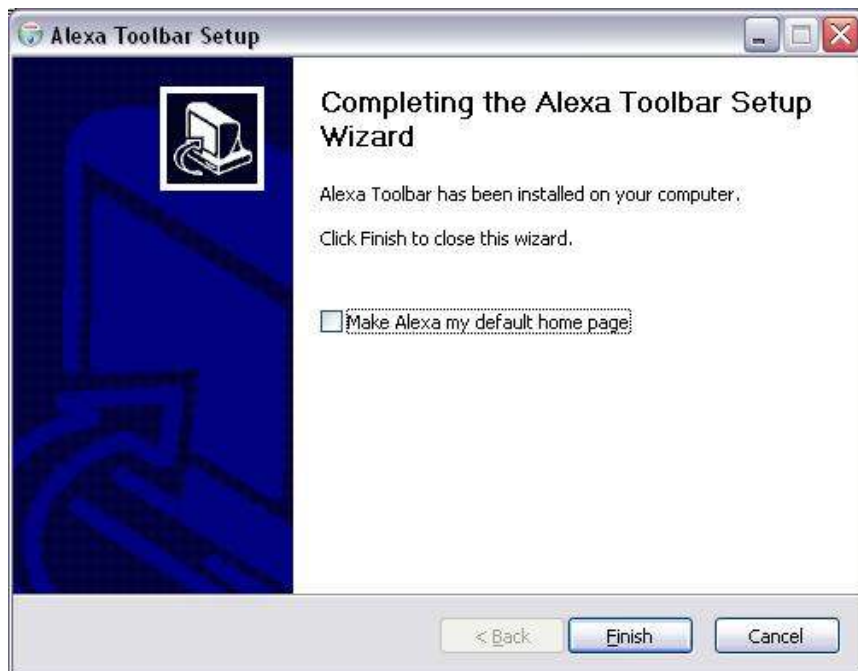 Alexa Toolbar Setup
Completing the Alexa Toolbar Setup
Wizard
Alexa Toolbar has been installed on your computer.
Click Finish to close this wizard.
Make Alexa my default home page
< Back
Finish
Cancel